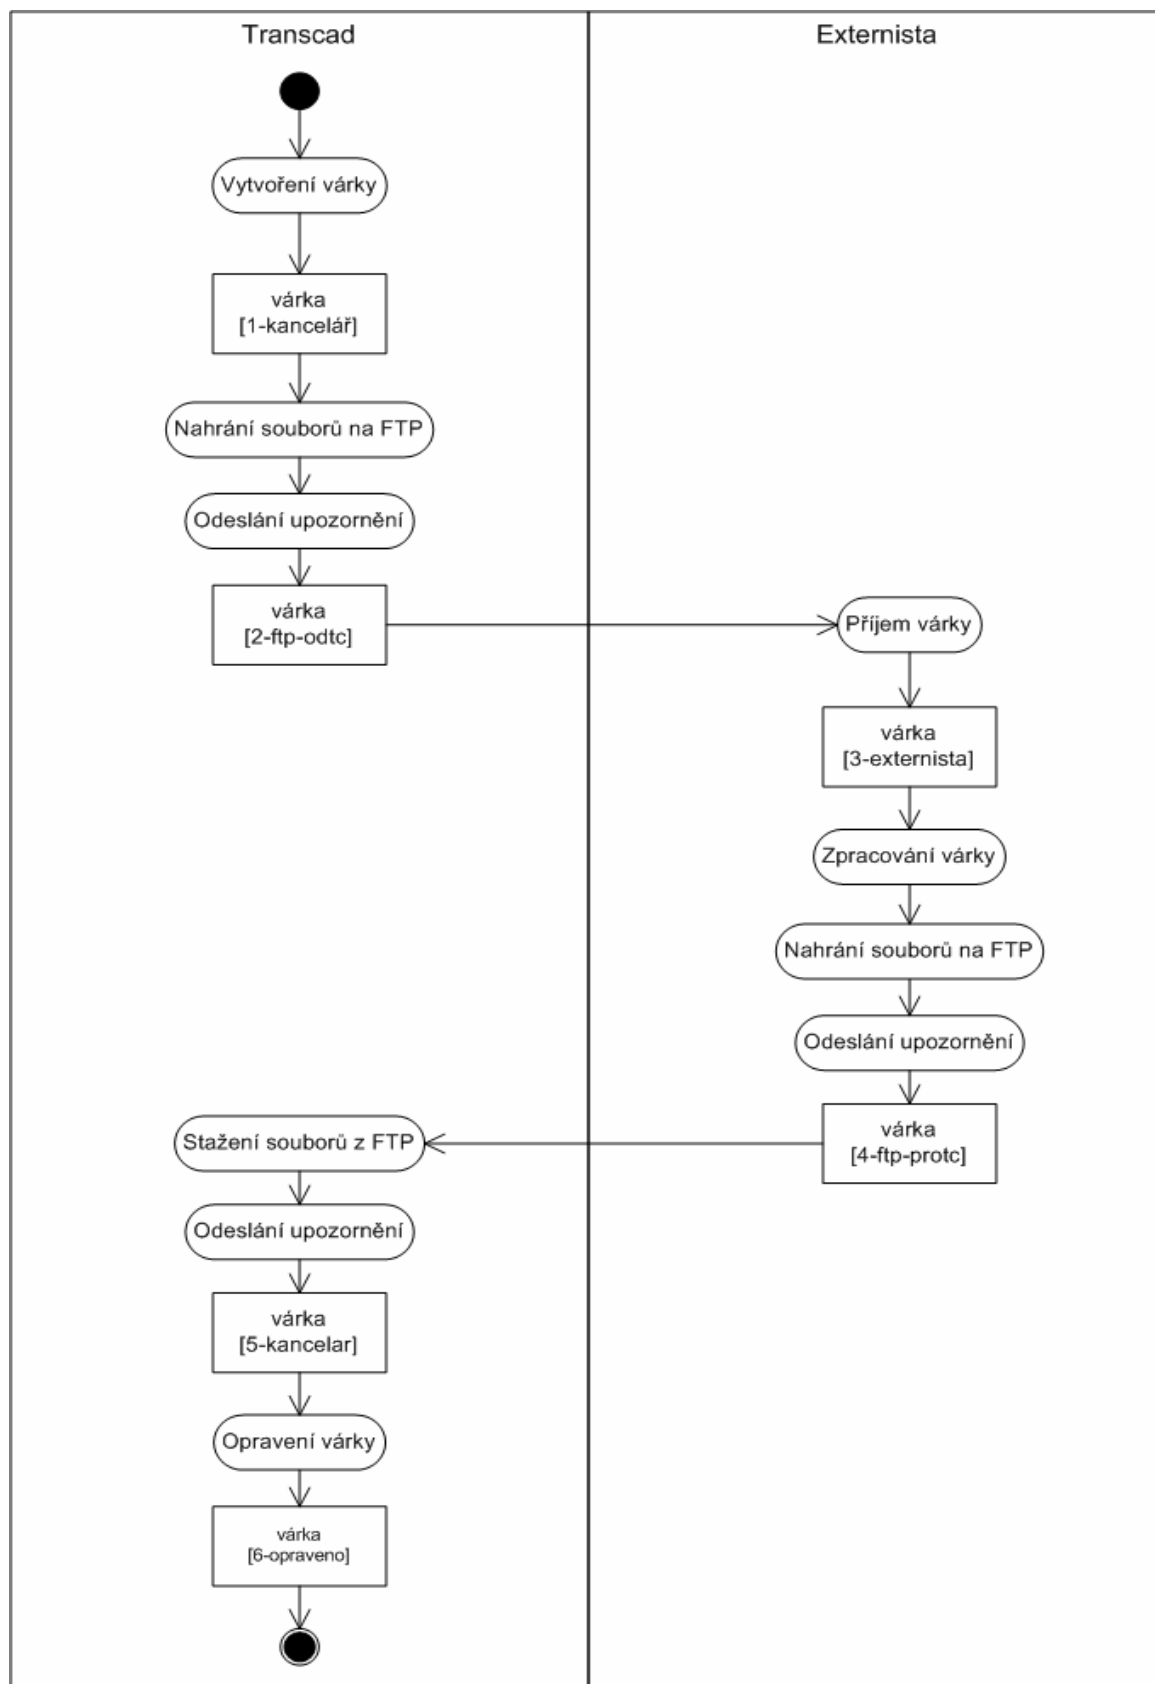 Transcad
Externista
Vytvoření várky
várka
[1-kancelář]
Nahrání souborů na FTP
Odeslání upozornění
várka
[2-ftp-odtc]
Příjem várky
várka
[3-externista]
Zpracování várky
Nahrání souborů na FTP
Odeslání upozornění
várka
[4-ftp-protc]
Stažení souborů z FTP
Odeslání upozornění
várka
[5-kancelar]
Opravení várky
várka
[6-opraveno]